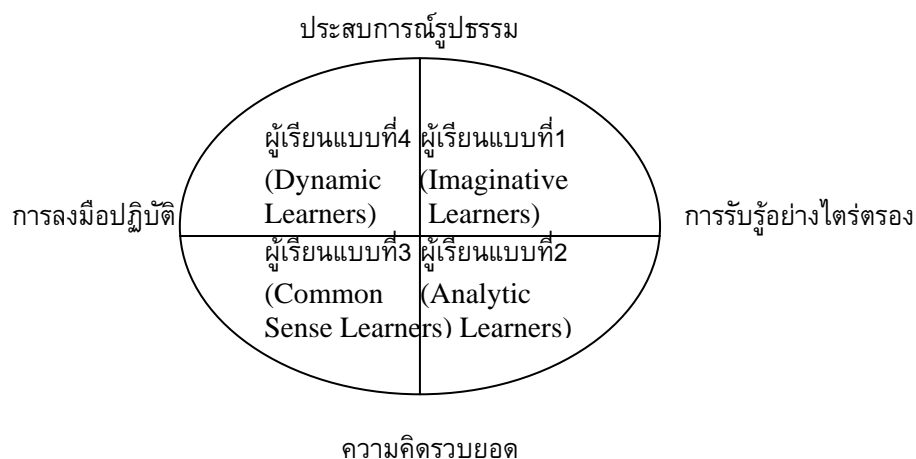 ประสบการณ์รูปธรรม
ผู้เรียนแบบที่4 ผู้เรียนแบบที่1
(Dynamic (Imaginative
Learners) Learners)
การลงมือปฏิบัติ การรับรู้อย่างไตร่ตรอง
ผู้เรียนแบบที่3 ผู้เรียนแบบที่2
(Common (Analytic
Sense Learners) Learners)
ความคิดรวบยอด